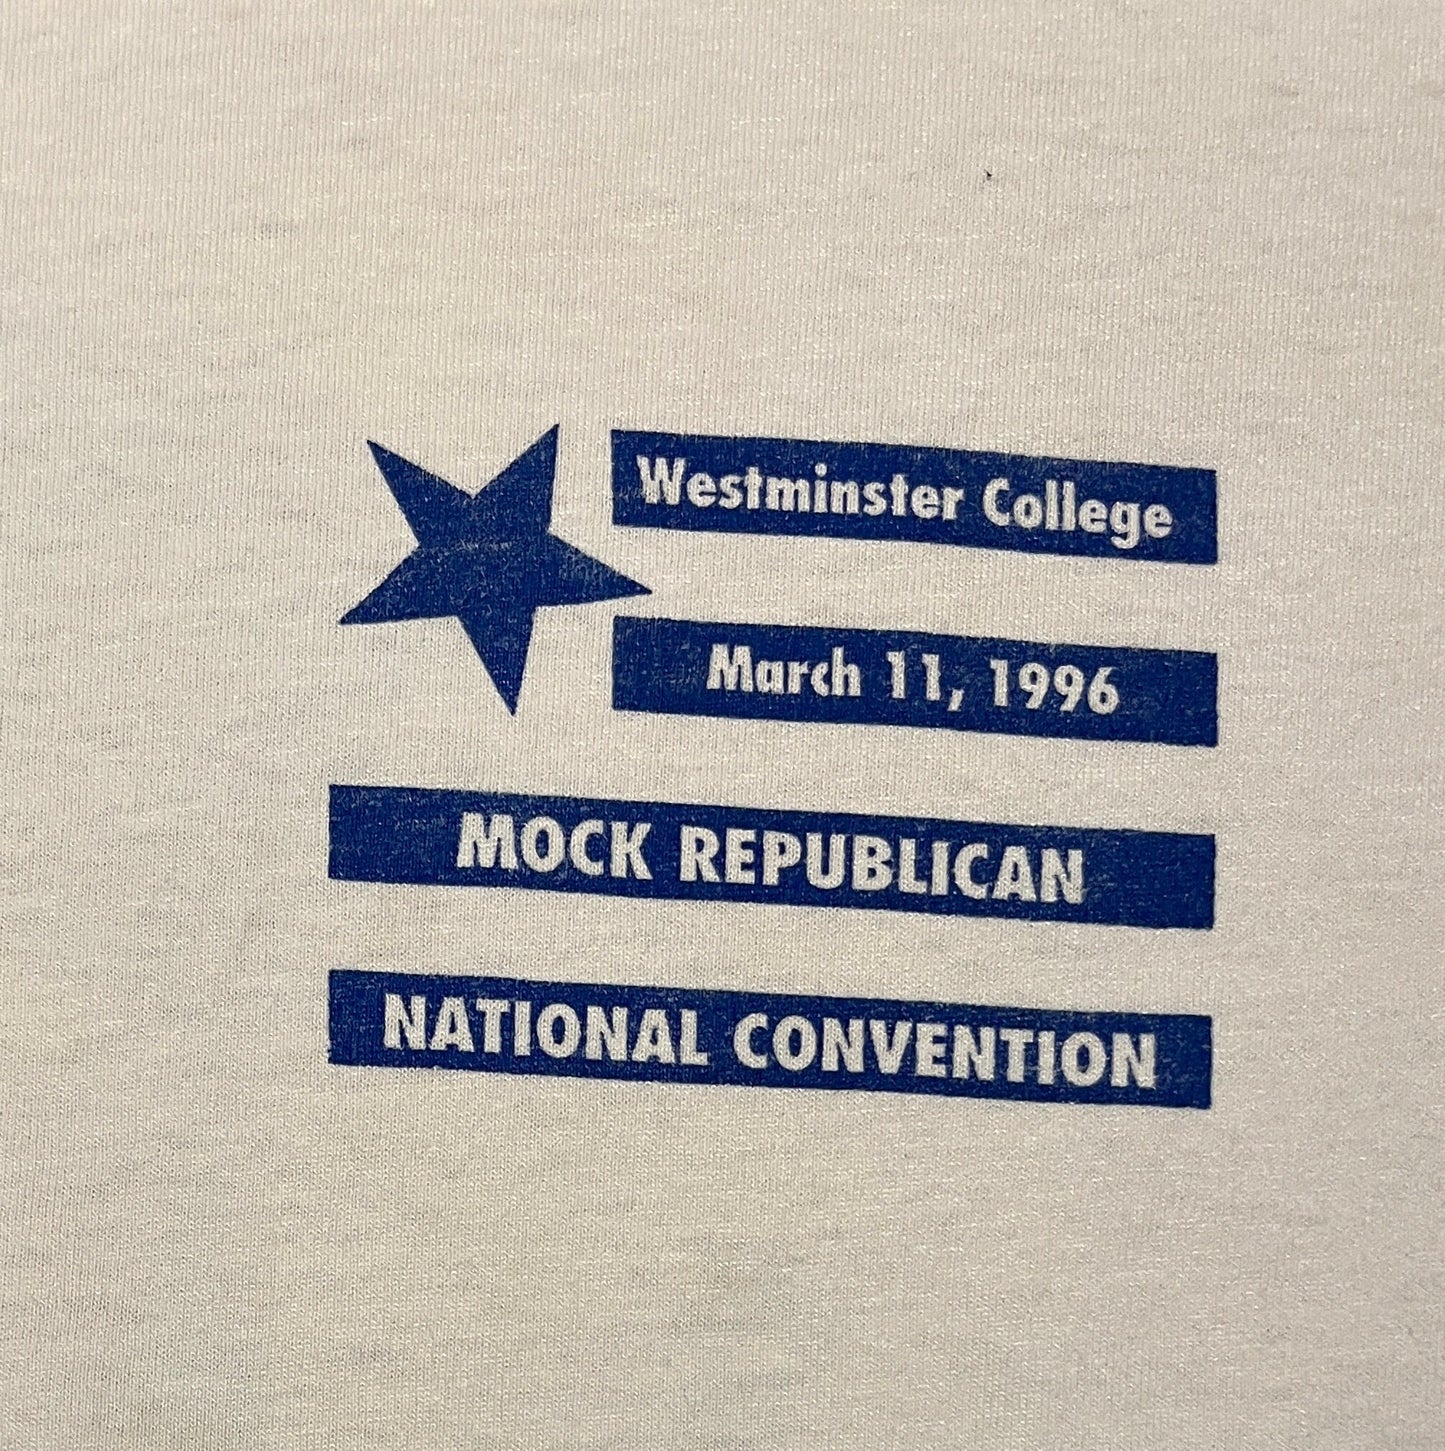 Westminster College
March 11, 1996
MOCK REPUBLICAN
NATIONAL CONVENTION